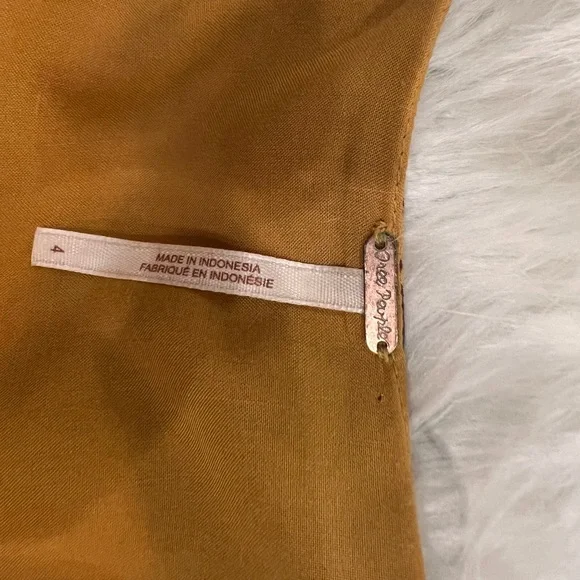 Free People
MADE IN INDONESIA
FABRIQUÉ EN INDONÉSIE
4